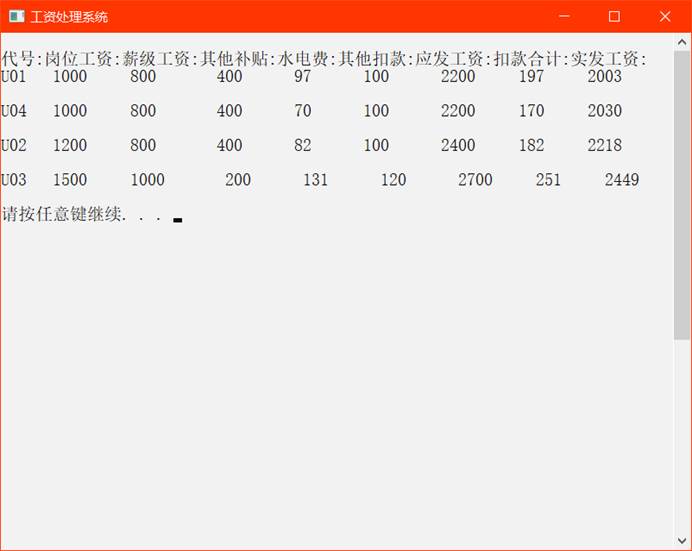 工资处理系统
代号:岗位工资:薪级工资:其他补贴:水电费:其他扣款:应发工资:扣款合计:实发工资:
U01 1000 800 400 97 100 2200 197 2003
U04 1000 800 400 70 100 2200 170 2030
U02 1200 800 400 82 100 2400 182 2218
U03 1500 1000 200 131 120 2700 251 2449
请按任意键继续. . .